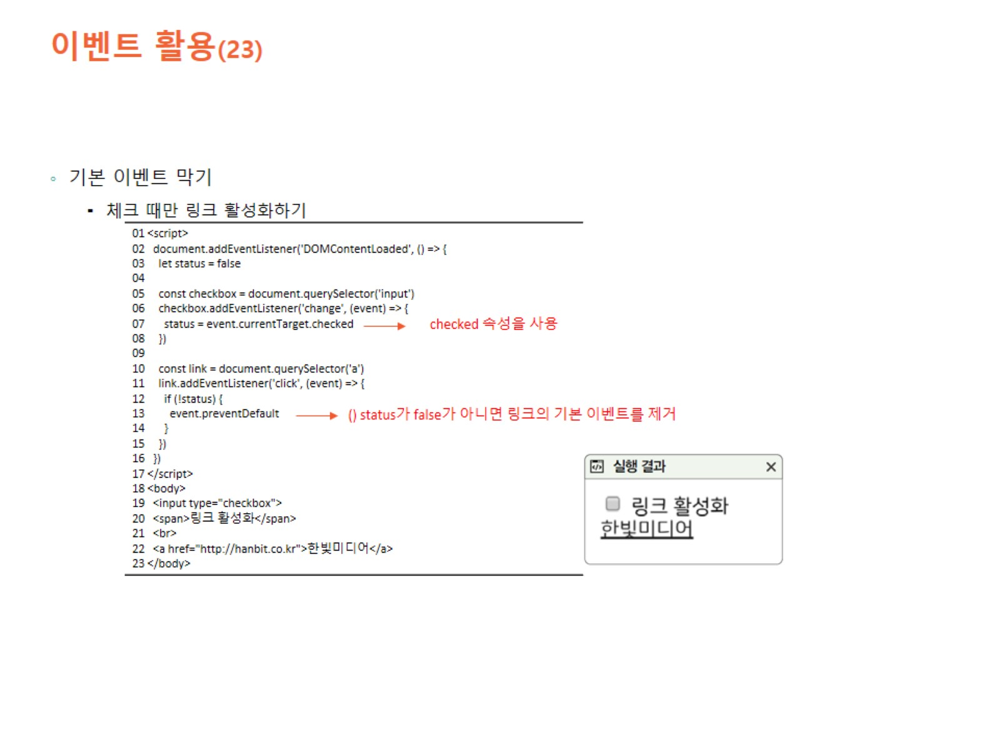 이벤트 활용(23)
◦ 기본 이벤트 막기
▪ 체크 때만 링크 활성화하기
01 <script>
02 document.addEventListener('DOMContentLoaded', () => {
03 let status = false
04
05 const checkbox = document.querySelector('input')
06 checkbox.addEventListener('change', (event) => {
07 status = event.currentTarget.checked checked 속성을 사용
08 })
09
10 const link = document.querySelector('a')
11 link.addEventListener('click', (event) => {
12 if (!status) {
13 event.preventDefault () status가 false가 아니면 링크의 기본 이벤트를 제거
14 }
15 })
16 })
17 </script>
18 <body>
19 <input type="checkbox">
20 <span>링크 활성화</span>
21 <br>
22 <a href="http://hanbit.co.kr">한빛미디어</a>
23 </body>
실행 결과
링크 활성화
한빛미디어